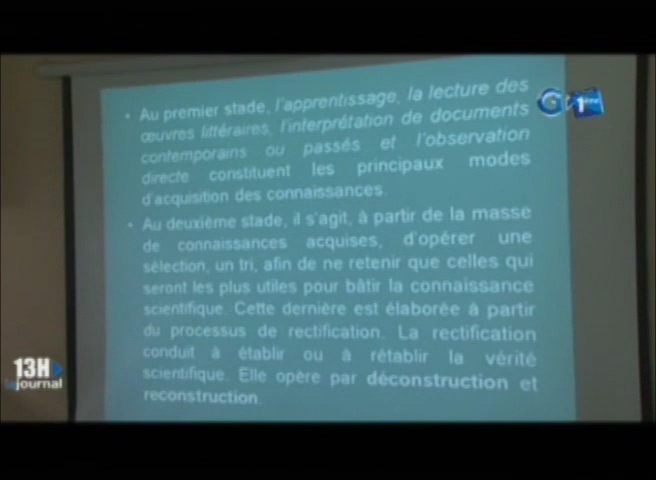 • Au premier stade, l'apprentissage, la lecture des
œuvres littéraires, l'interprétation de documents
contemporains ou passés et l'observation
directe constituent les principaux modes
d'acquisition des connaissances.
• Au deuxième stade, il s'agit, à partir de la masse
de connaissances acquises, d'opérer une
sélection, un tri, afin de ne retenir que celles qui
seront les plus utiles pour bâtir la connaissance
scientifique. Cette dernière est élaborée à partir
du processus de rectification. La rectification
conduit à établir ou à rétablir la vérité
scientifique. Elle opère par déconstruction et
reconstruction.
G 1ère
13H
le journal